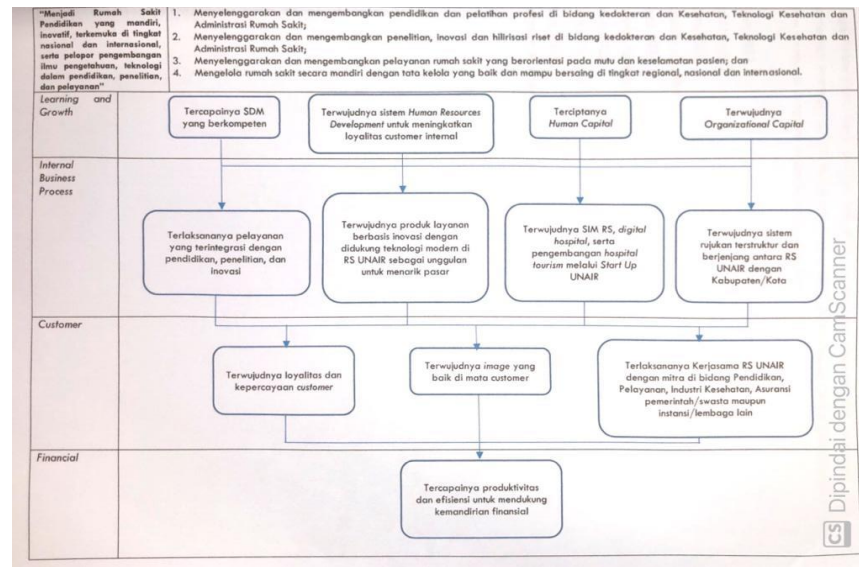 "Menjadi Rumah Sakit
Pendidikan yang mandiri,
inovatif, terkemuka di tingkat
nasional dan internasional,
serta pelopor pengembangan
ilmu pengetahuan, teknologi
dalam pendidikan, penelitian,
dan pelayanan"
1. Menyelenggarakan dan mengembangkan pendidikan dan pelatihan profesi di bidang kedokteran dan Kesehatan, Teknologi Kesehatan dan
Administrasi Rumah Sakit;
2. Menyelenggarakan dan mengembangkan penelitian, Inovasi dan hilirisasi riset di bidang kedokteran dan Kesehatan, Teknologi Kesehatan dan
Administrasi Rumah Sakit;
3. Menyelenggarakan dan mengembangkan pelayanan rumah sakit yang berorientasi pada mutu dan keselamatan pasien; dan
4. Mengelola rumah sakit secara mandiri dengan tata kelola yang baik dan mampu bersaing di tingkat regional, nasional dan internasional.
Learning and
Growth
Tercapainya SDM
yang berkompeten
Terwujudnya sistem Human Resources
Development untuk meningkatkan
loyalitas customer internal
Terciptanya
Human Capital
Terwujudnya
Organizational Capital
Internal
Business
Process
Terlaksananya pelayanan
yang terintegrasi dengan
pendidikan, penelitian, dan
inovasi
Terwujudnya produk layanan
berbasis inovasi dengan
didukung teknologi modern di
RS UNAIR sebagai unggulan
untuk menarik pasar
Terwujudnya SIM RS, digital
hospital, serta
pengembangan hospital
tourism melalui Start Up
UNAIR
Terwujudnya sistem
rujukan terstruktur dan
berjenjang antara RS
UNAIR dengan
Kabupaten/Kota
Customer
Terwujudnya loyalitas dan
kepercayaan customer
Terwujudnya image yang
baik di mata customer
Terlaksananya Kerjasama RS UNAIR
dengan mitra di bidang Pendidikan,
Pelayanan, Industri Kesehatan, Asuransi
pemerintah/swasta maupun
instansi/lembaga lain
Financial
Tercapainya produktivitas
dan efisiensi untuk mendukung
kemandirian finansial
CS Dipindai dengan CamScanner